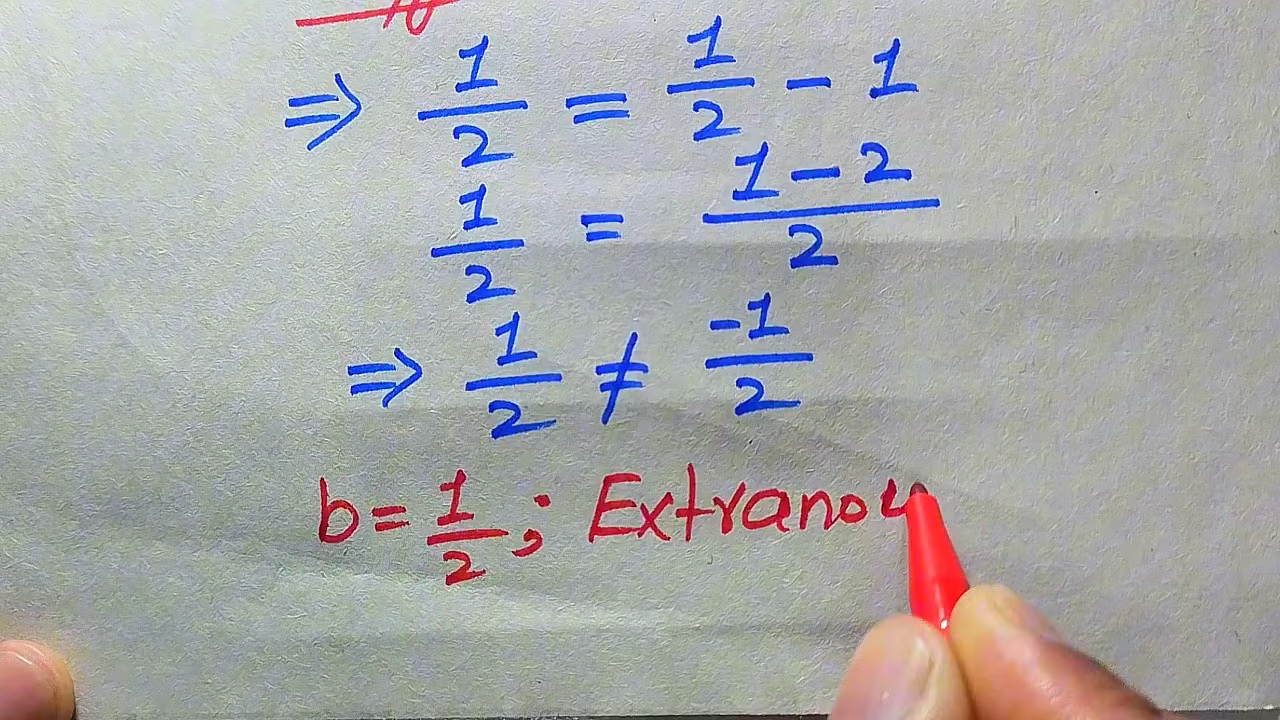 ⇒ 1/2 = 1/2 - 1
1/2 = (1-2)/2
⇒ 1/2 ≠ -1/2
b = 1/2 ; Extranou